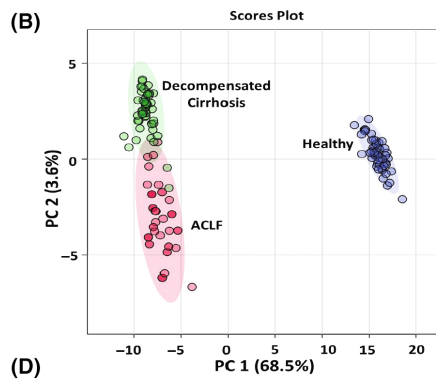 (B)
Scores Plot
Decompensated
Cirrhosis
Healthy
ACLF
PC 2 (3.6%)
5
0
−5
−10
−5
0
5
10
15
20
PC 1 (68.5%)
(D)